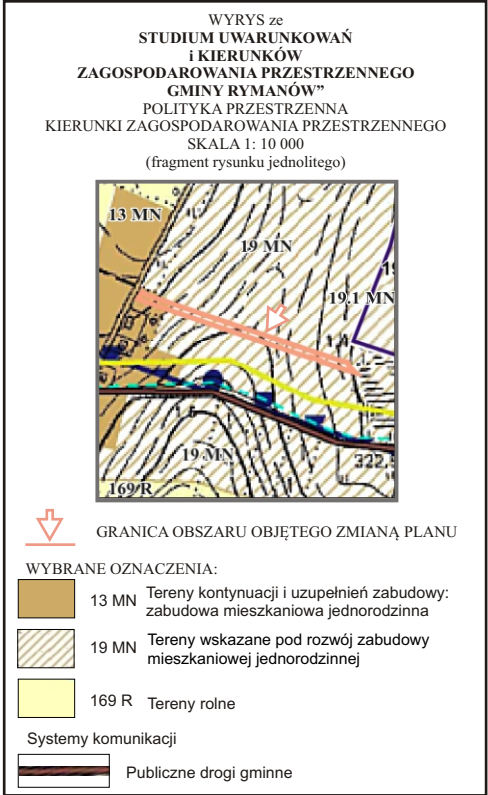 WYRYS ze
STUDIUM UWARUNKOWAŃ
i KIERUNKÓW
ZAGOSPODAROWANIA PRZESTRZENNEGO
GMINY RYMANÓW”
POLITYKA PRZESTRZENNA
KIERUNKI ZAGOSPODAROWANIA PRZESTRZENNEGO
SKALA 1: 10 000
(fragment rysunku jednolitego)
13 MN
19 MN
19
19.1 MN
19 MN
322,
169 R
GRANICA OBSZARU OBJĘTEGO ZMIANĄ PLANU
WYBRANE OZNACZENIA:
13 MN Tereny kontynuacji i uzupełnień zabudowy:
zabudowa mieszkaniowa jednorodzinna
19 MN Tereny wskazane pod rozwój zabudowy
mieszkaniowej jednorodzinnej
169 R Tereny rolne
Systemy komunikacji
Publiczne drogi gminne